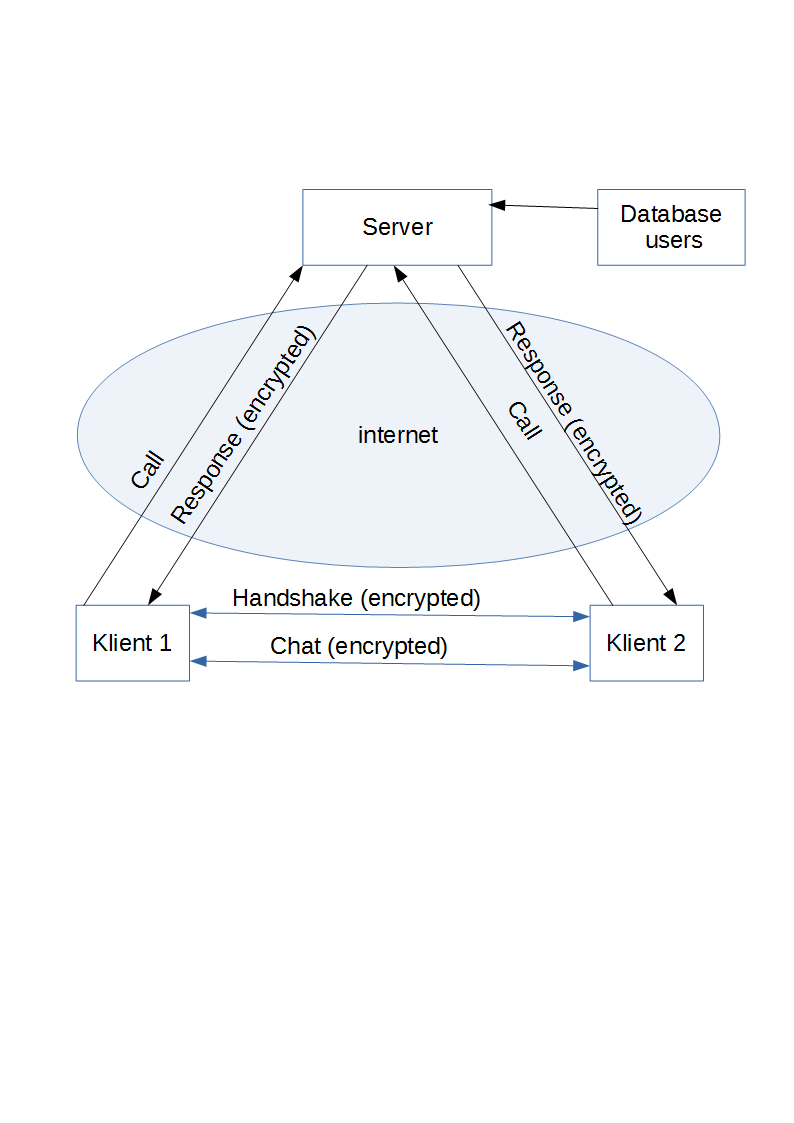 Server
Database
users
Call
Response (encrypted)
internet
Call
Response (encrypted)
Handshake (encrypted)
Chat (encrypted)
Klient 1
Klient 2